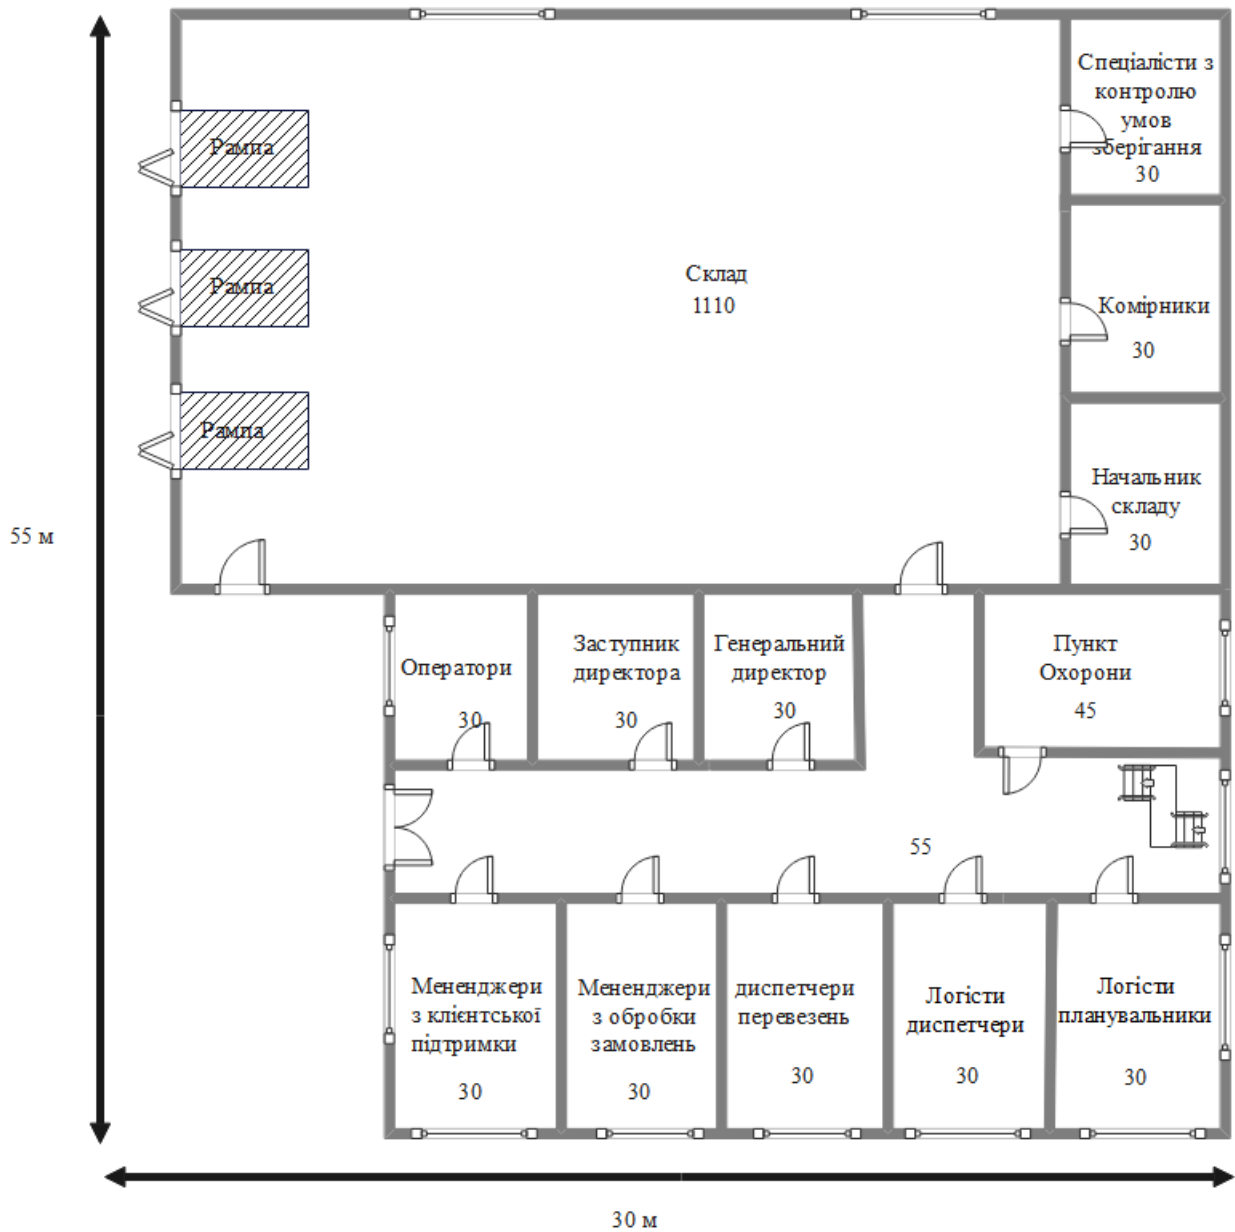 Спеціалісти з
контролю
умов
зберігання
30
Рампа
Рампа
Рампа
Склад
1110
Комірники
30
Начальник
складу
30
55 м
Оператори
30
Заступник
директора
30
Генеральний
директор
30
Пункт
Охорони
45
55
Мененджери
з клієнтської
підтримки
30
Мененджери
з обробки
замовлень
30
диспетчери
перевезень
30
Логісти
диспетчери
30
Логісти
планувальники
30
30 м